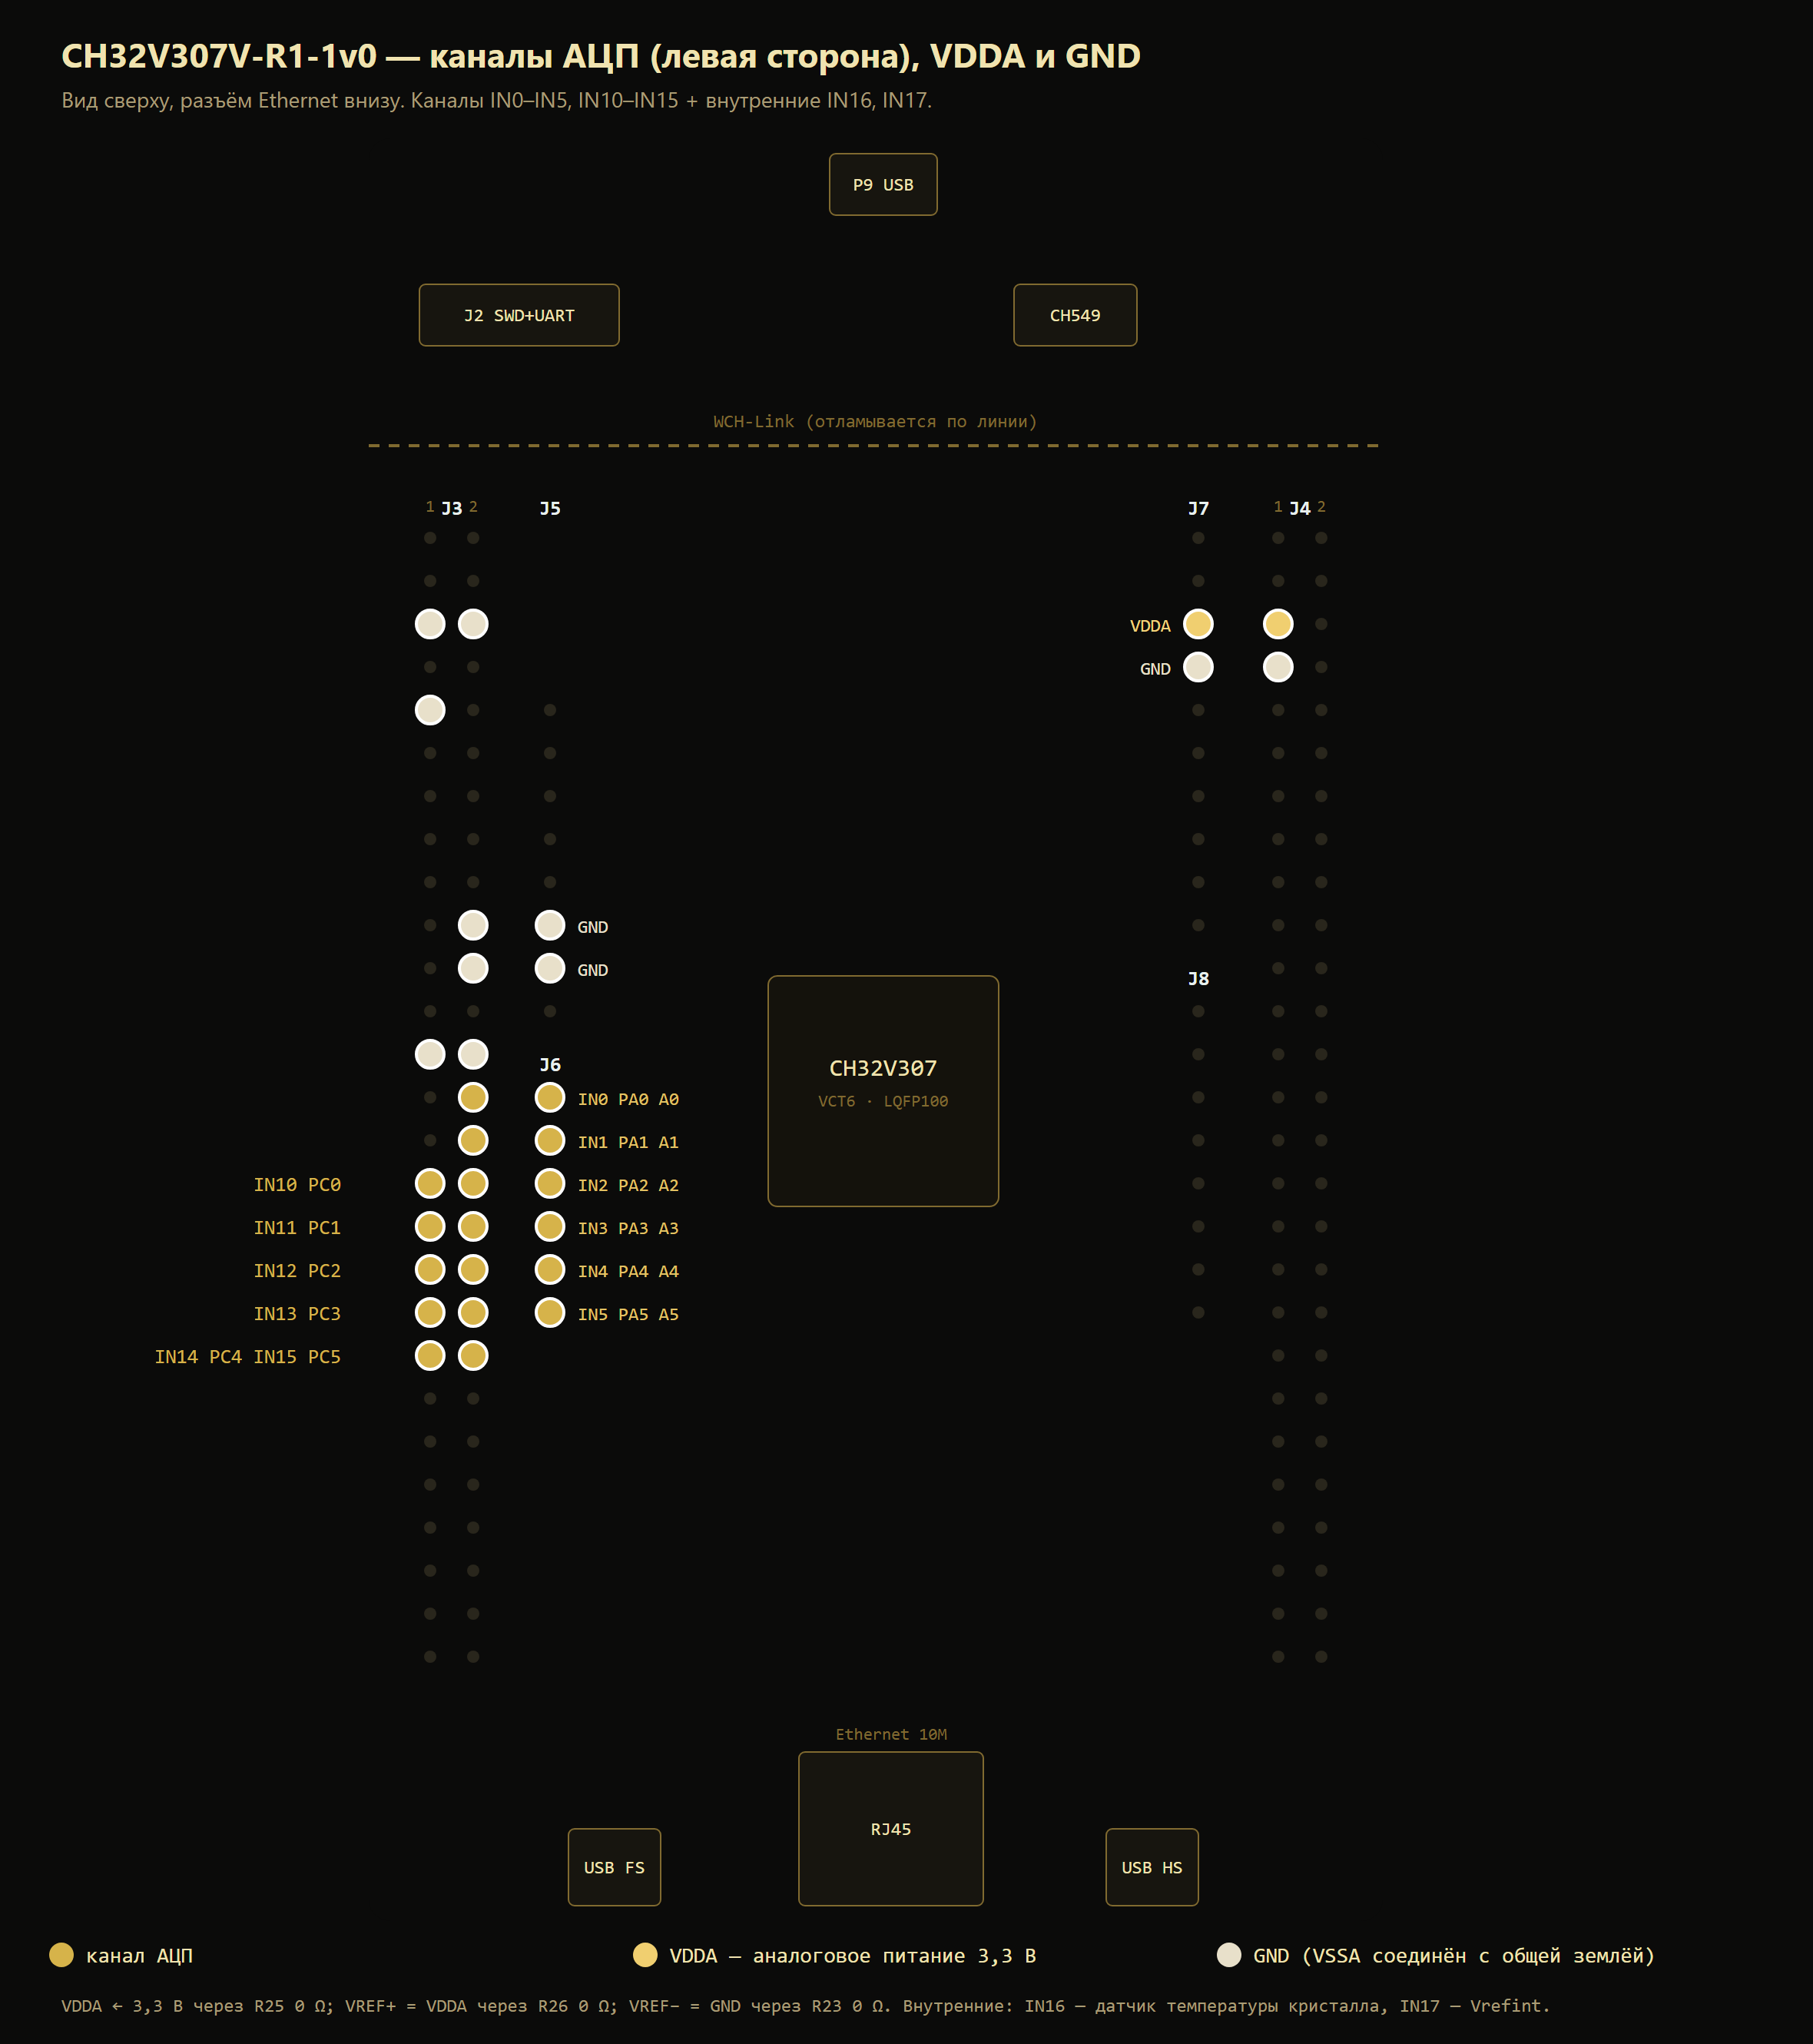 CH32V307V-R1-1v0 — каналы АЦП (левая сторона), VDDA и GND
Вид сверху, разъём Ethernet внизу. Каналы IN0–IN5, IN10–IN15 + внутренние IN16, IN17.
P9 USB
J2 SWD+UART
CH549
WCH-Link (отламывается по линии)
1 J3 2
J5
J7
1 J4 2
VDDA
GND
GND
GND
J8
J6
CH32V307
VCT6 · LQFP100
IN0 PA0 A0
IN1 PA1 A1
IN10 PC0
IN2 PA2 A2
IN11 PC1
IN3 PA3 A3
IN12 PC2
IN4 PA4 A4
IN13 PC3
IN5 PA5 A5
IN14 PC4 IN15 PC5
Ethernet 10M
RJ45
USB FS
USB HS
канал АЦП
VDDA — аналоговое питание 3,3 В
GND (VSSA соединён с общей землёй)
VDDA ← 3,3 В через R25 0 Ω; VREF+ = VDDA через R26 0 Ω; VREF− = GND через R23 0 Ω. Внутренние: IN16 — датчик температуры кристалла, IN17 — Vrefint.